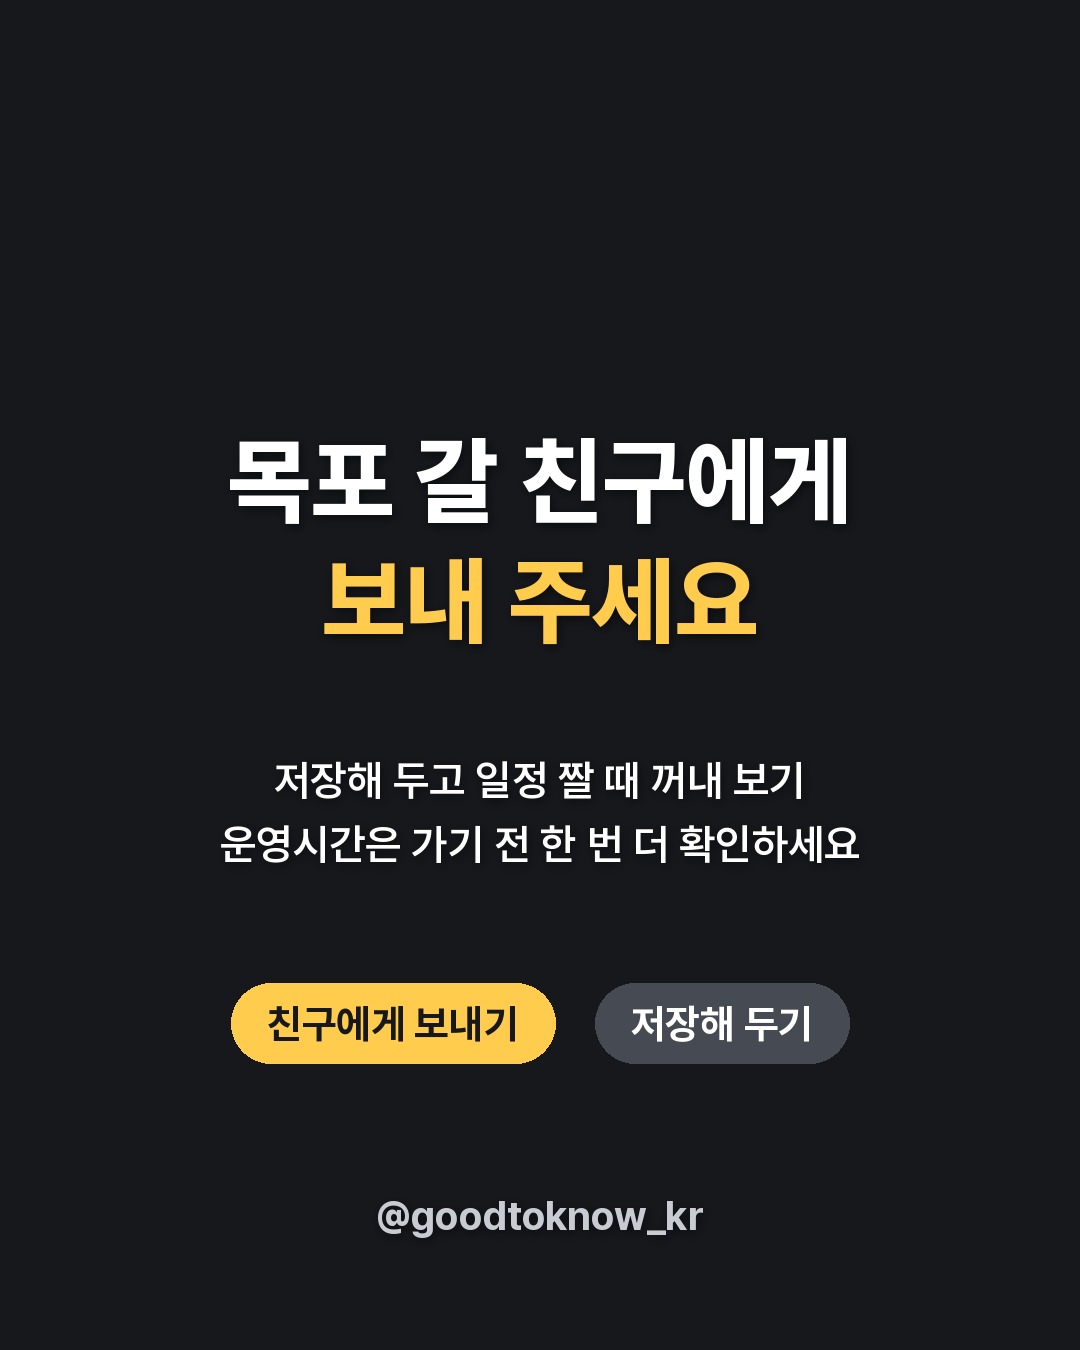 목포 갈 친구에게
보내 주세요
저장해 두고 일정 짤 때 꺼내 보기
운영시간은 가기 전 한 번 더 확인하세요
친구에게 보내기
저장해 두기
@goodtoknow_kr